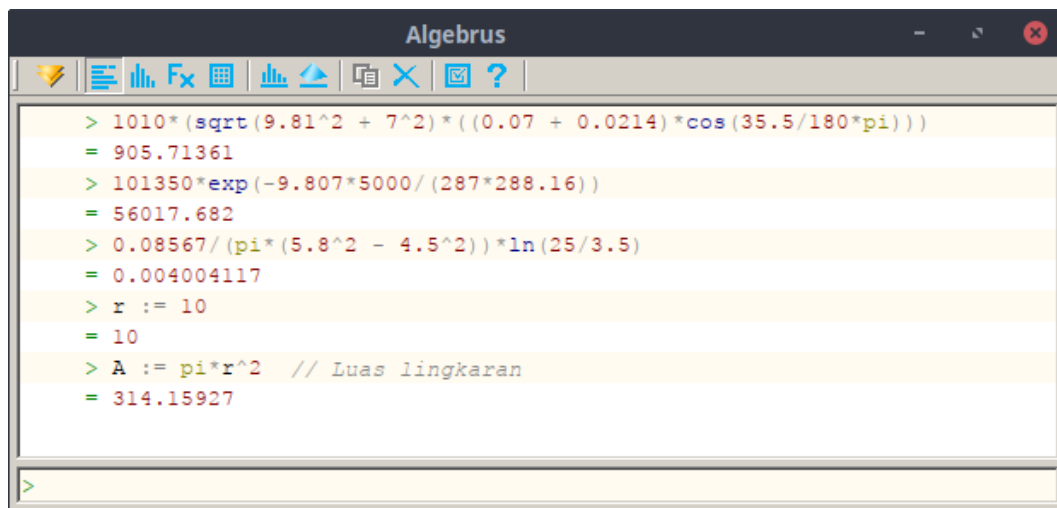 Algebrus
Fx ?
> 1010*(sqrt(9.81^2 + 7^2)*((0.07 + 0.0214)*cos(35.5/180*pi)))
= 905.71361
> 101350*exp(-9.807*5000/(287*288.16))
= 56017.682
> 0.08567/(pi*(5.8^2 - 4.5^2))*ln(25/3.5)
= 0.004004117
> r := 10
= 10
> A := pi*r^2  // Luas lingkaran
= 314.15927
>